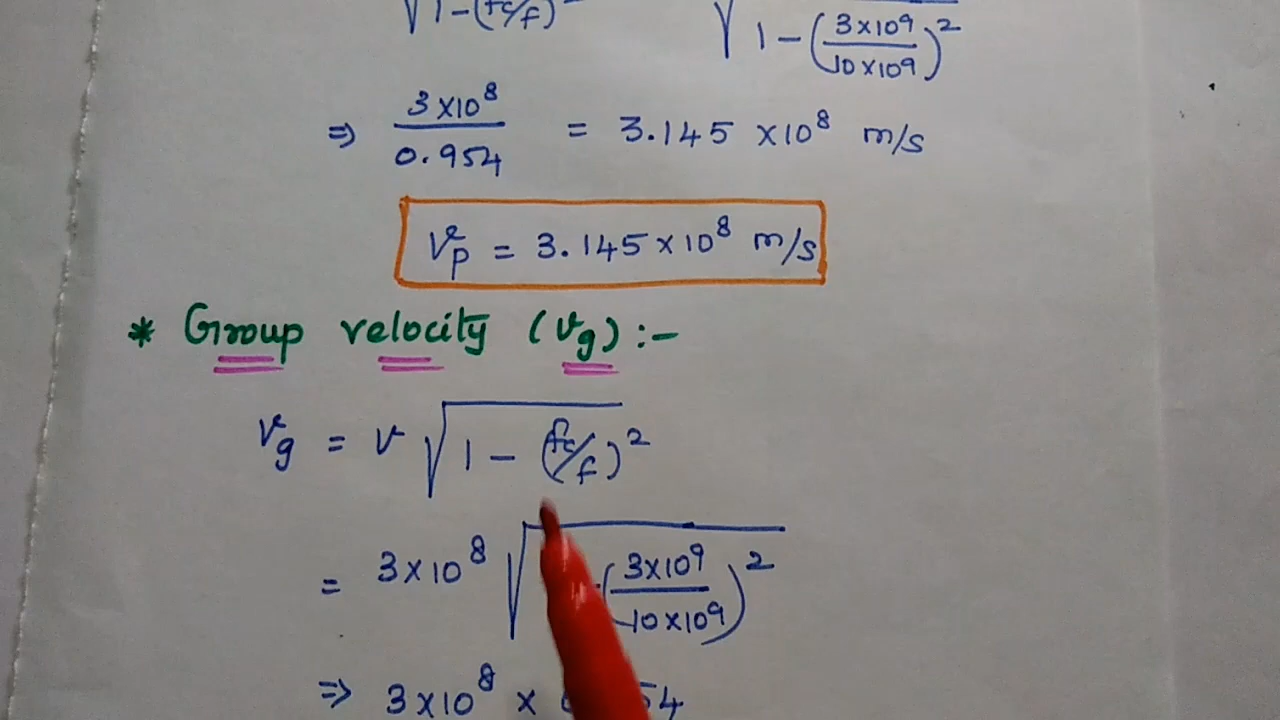 √1-(fc/f)² √1-(3×10⁹/10×10⁹)²
⇒ 3×10⁸/0.954 = 3.145 ×10⁸ m/s
Vp = 3.145×10⁸ m/s
* Group velocity (Vg) :-
Vg = V √1-(fc/f)²
= 3×10⁸ √ (3×10⁹/10×10⁹)²
⇒ 3×10⁸ × 54